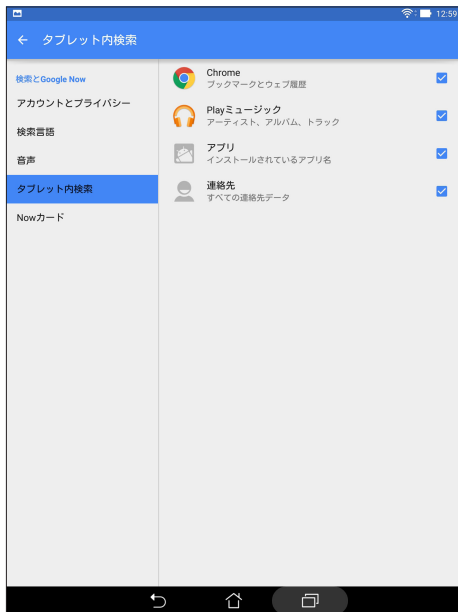 12:59
タブレット内検索
検索とGoogle Now
アカウントとプライバシー
検索言語
音声
タブレット内検索
Nowカード
Chrome
ブックマークとウェブ履歴
Playミュージック
アーティスト、アルバム、トラック
アプリ
インストールされているアプリ名
連絡先
すべての連絡先データ